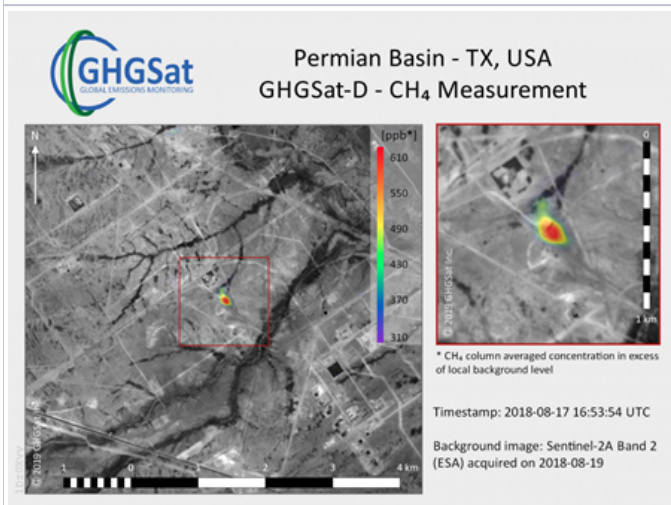 GHGSat
GLOBAL EMISSIONS MONITORING
Permian Basin - TX, USA
GHGSat-D - CH₄ Measurement
N
[ppb*]
610
550
490
430
370
310
© 2019 GHGSat Inc.
1
0
1
2
3
4 km
0
1 km
© 2019 GHGSat Inc.
* CH₄ column averaged concentration in excess
of local background level
Timestamp: 2018-08-17 16:53:54 UTC
Background image: Sentinel-2A Band 2
(ESA) acquired on 2018-08-19